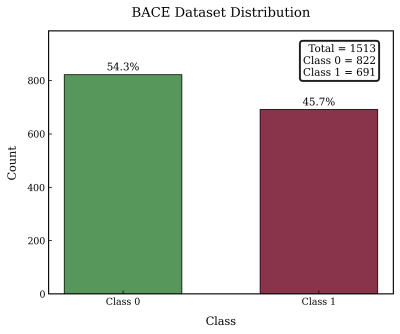 BACE Dataset Distribution
Total = 1513
Class 0 = 822
Class 1 = 691
54.3%
45.7%
800
600
400
200
0
Count
Class 0
Class 1
Class